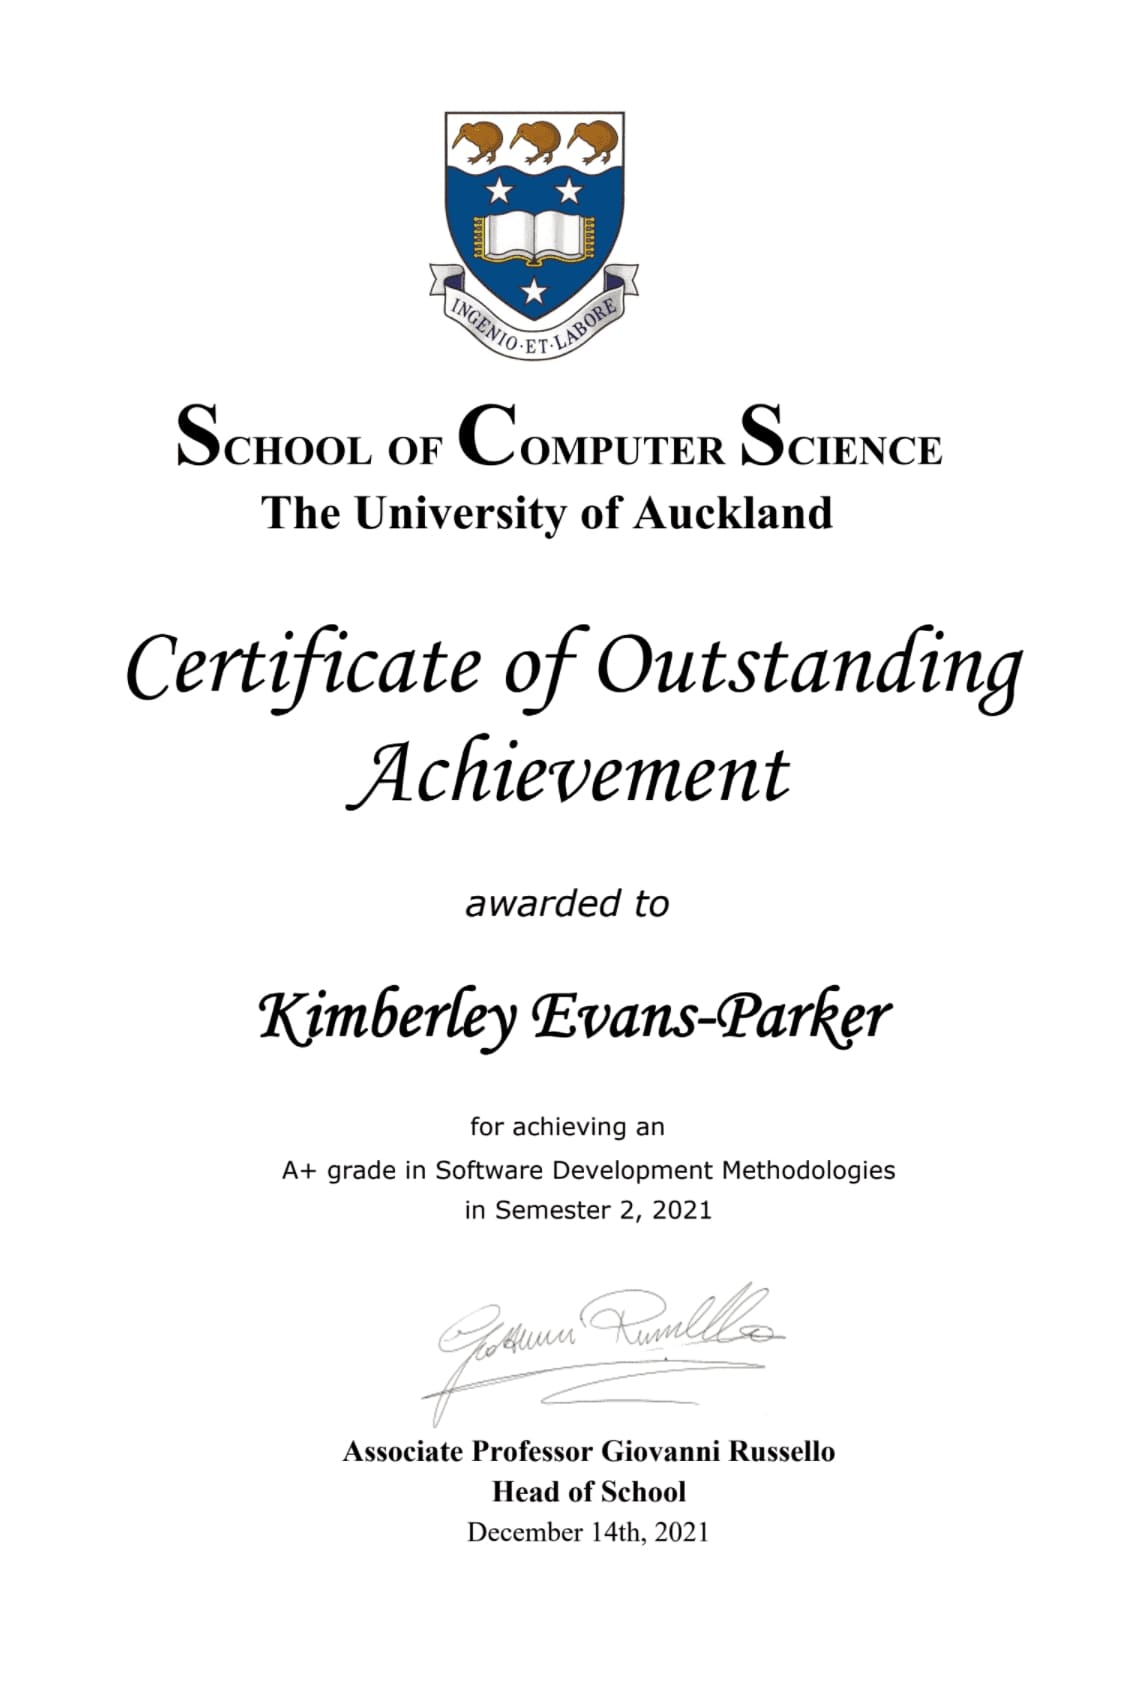 INGENIO·ET·LABORE
SCHOOL OF COMPUTER SCIENCE
The University of Auckland
Certificate of Outstanding
Achievement
awarded to
Kimberley Evans-Parker
for achieving an
A+ grade in Software Development Methodologies
in Semester 2, 2021
Giovanni Russello
Associate Professor Giovanni Russello
Head of School
December 14th, 2021